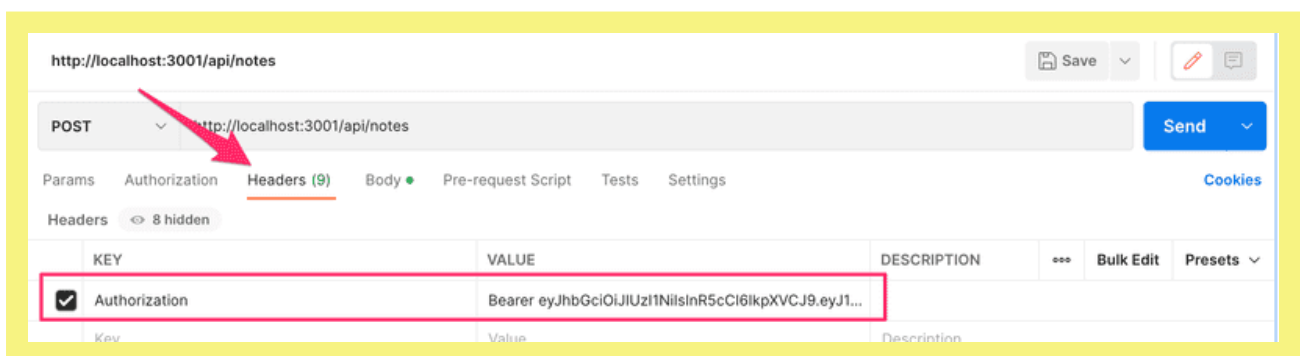 http://localhost:3001/api/notes
Save
POST http://localhost:3001/api/notes Send
Params Authorization Headers (9) Body Pre-request Script Tests Settings Cookies
Headers 8 hidden
KEY VALUE DESCRIPTION ooo Bulk Edit Presets
Authorization Bearer eyJhbGciOiJIUzI1NiIsInR5cCI6IkpXVCJ9.eyJ1...
Key Value Description